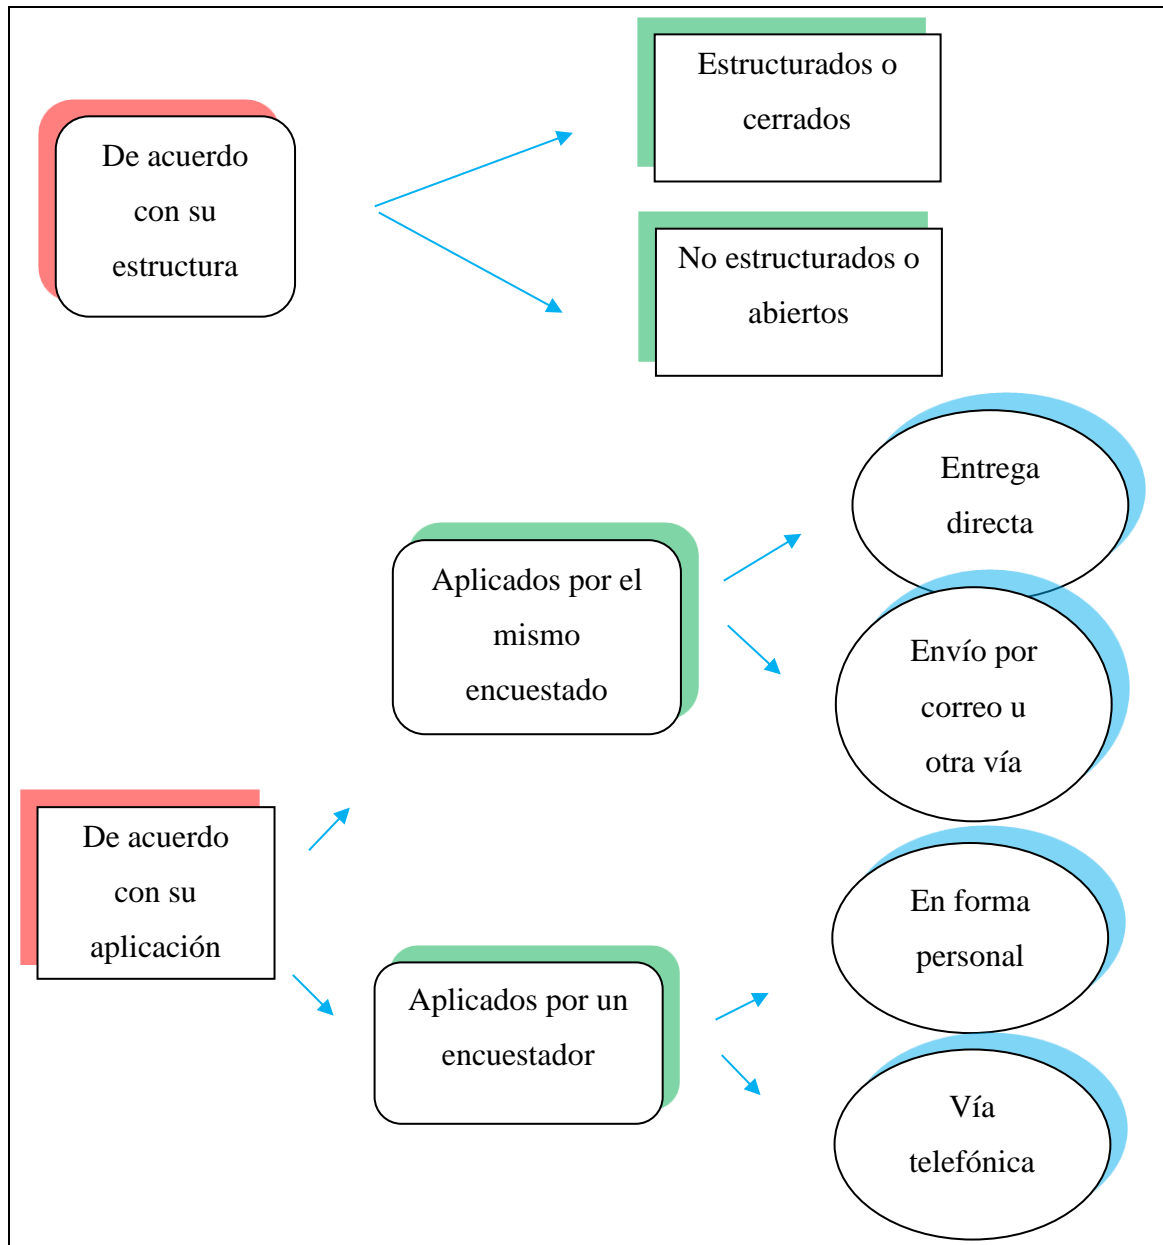 Estructurados o
cerrados
De acuerdo
con su
estructura
No estructurados o
abiertos
Entrega
directa
Aplicados por el
mismo
encuestado
Envío por
correo u
otra vía
De acuerdo
con su
aplicación
En forma
personal
Aplicados por un
encuestador
Vía
telefónica